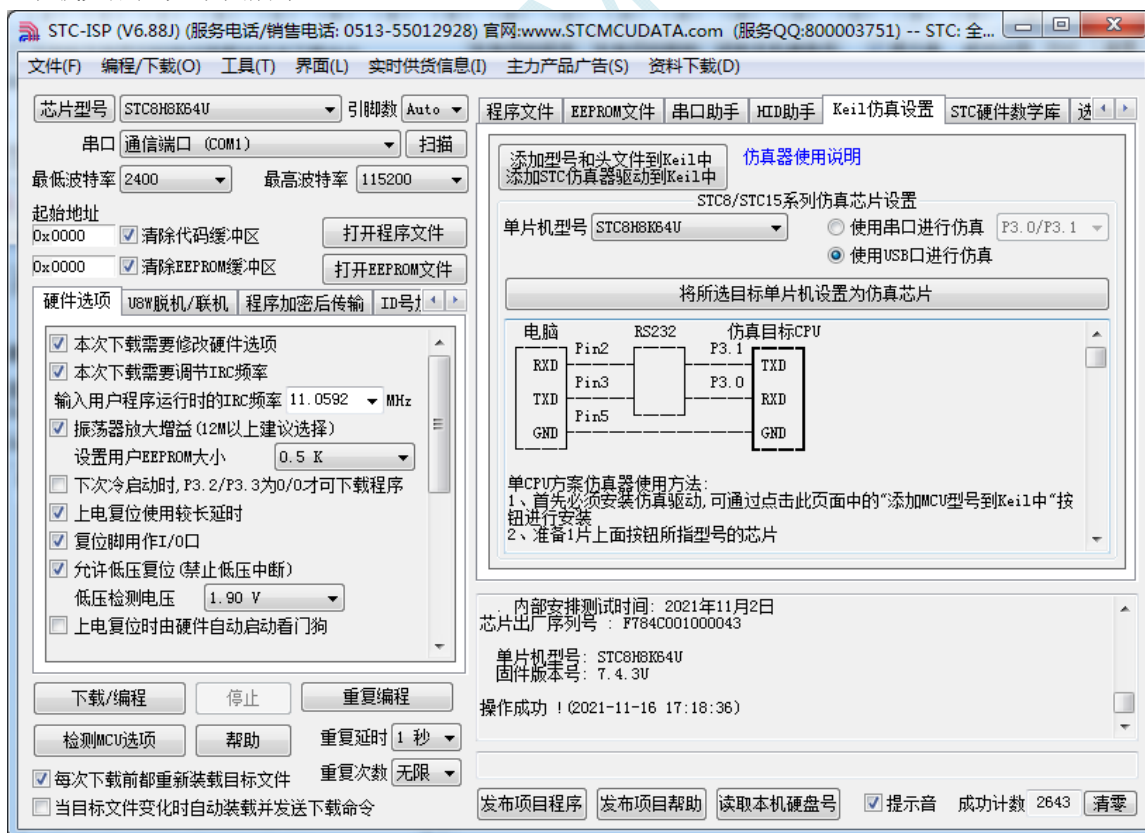 STC-ISP (V6.88J) (服务电话/销售电话: 0513-55012928) 官网:www.STCMCUDATA.com (服务QQ:800003751) -- STC: 全...
文件(F) 编程/下载(O) 工具(T) 界面(L) 实时供货信息(I) 主力产品广告(S) 资料下载(D)
芯片型号 STC8H8K64U 引脚数 Auto
串口 通信端口 (COM1) 扫描
最低波特率 2400 最高波特率 115200
起始地址
0x0000 清除代码缓冲区 打开程序文件
0x0000 清除EEPROM缓冲区 打开EEPROM文件
硬件选项 U8W脱机/联机 程序加密后传输
本次下载需要修改硬件选项
本次下载需要调节IRC频率
输入用户程序运行时的IRC频率 11.0592 MHz
振荡器放大增益(12M以上建议选择)
设置用户EEPROM大小 0.5 K
下次冷启动时,P3.2/P3.3为0/0才可下载程序
上电复位使用较长延时
复位脚用作I/O口
允许低压复位(禁止低压中断)
低压检测电压 1.90 V
上电复位时由硬件自动启动看门狗
下载/编程 停止 重复编程
检测MCU选项 帮助 重复延时 1 秒
每次下载前都重新装载目标文件 重复次数 无限
当目标文件变化时自动装载并发送下载命令
程序文件 EEPROM文件 串口助手 HID助手 Keil仿真设置 STC硬件数学库
添加型号和头文件到Keil中
添加STC仿真器驱动到Keil中
仿真器使用说明
STC8/STC15系列仿真芯片设置
单片机型号 STC8H8K64U 使用串口进行仿真 P3.0/P3.1
使用USB口进行仿真
将所选目标单片机设置为仿真芯片
电脑 RS232 仿真目标CPU
Pin2 P3.1
RXD TXD
Pin3 P3.0
TXD RXD
Pin5
GND GND
单CPU方案仿真器使用方法:
1、首先必须安装仿真驱动,可通过点击此页面中的“添加MCU型号到Keil中“按
钮进行安装
2、准备1片上面按钮所指型号的芯片
. 内部安排测试时间: 2021年11月2日
芯片出厂序列号 : F784C001000043
单片机型号: STC8H8K64U
固件版本号: 7.4.3U
操作成功 !(2021-11-16 17:18:36)
发布项目程序 发布项目帮助 读取本机硬盘号 提示音 成功计数 2643 清零